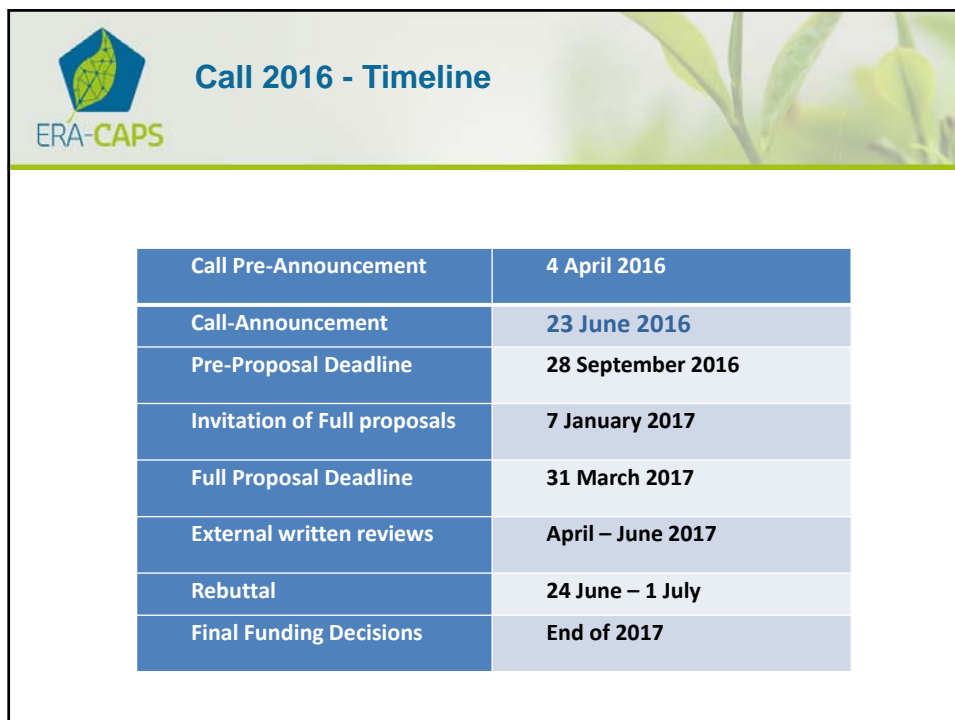 Call 2016 - Timeline
ERA-CAPS
Call Pre-Announcement 4 April 2016
Call-Announcement 23 June 2016
Pre-Proposal Deadline 28 September 2016
Invitation of Full proposals 7 January 2017
Full Proposal Deadline 31 March 2017
External written reviews April – June 2017
Rebuttal 24 June – 1 July
Final Funding Decisions End of 2017